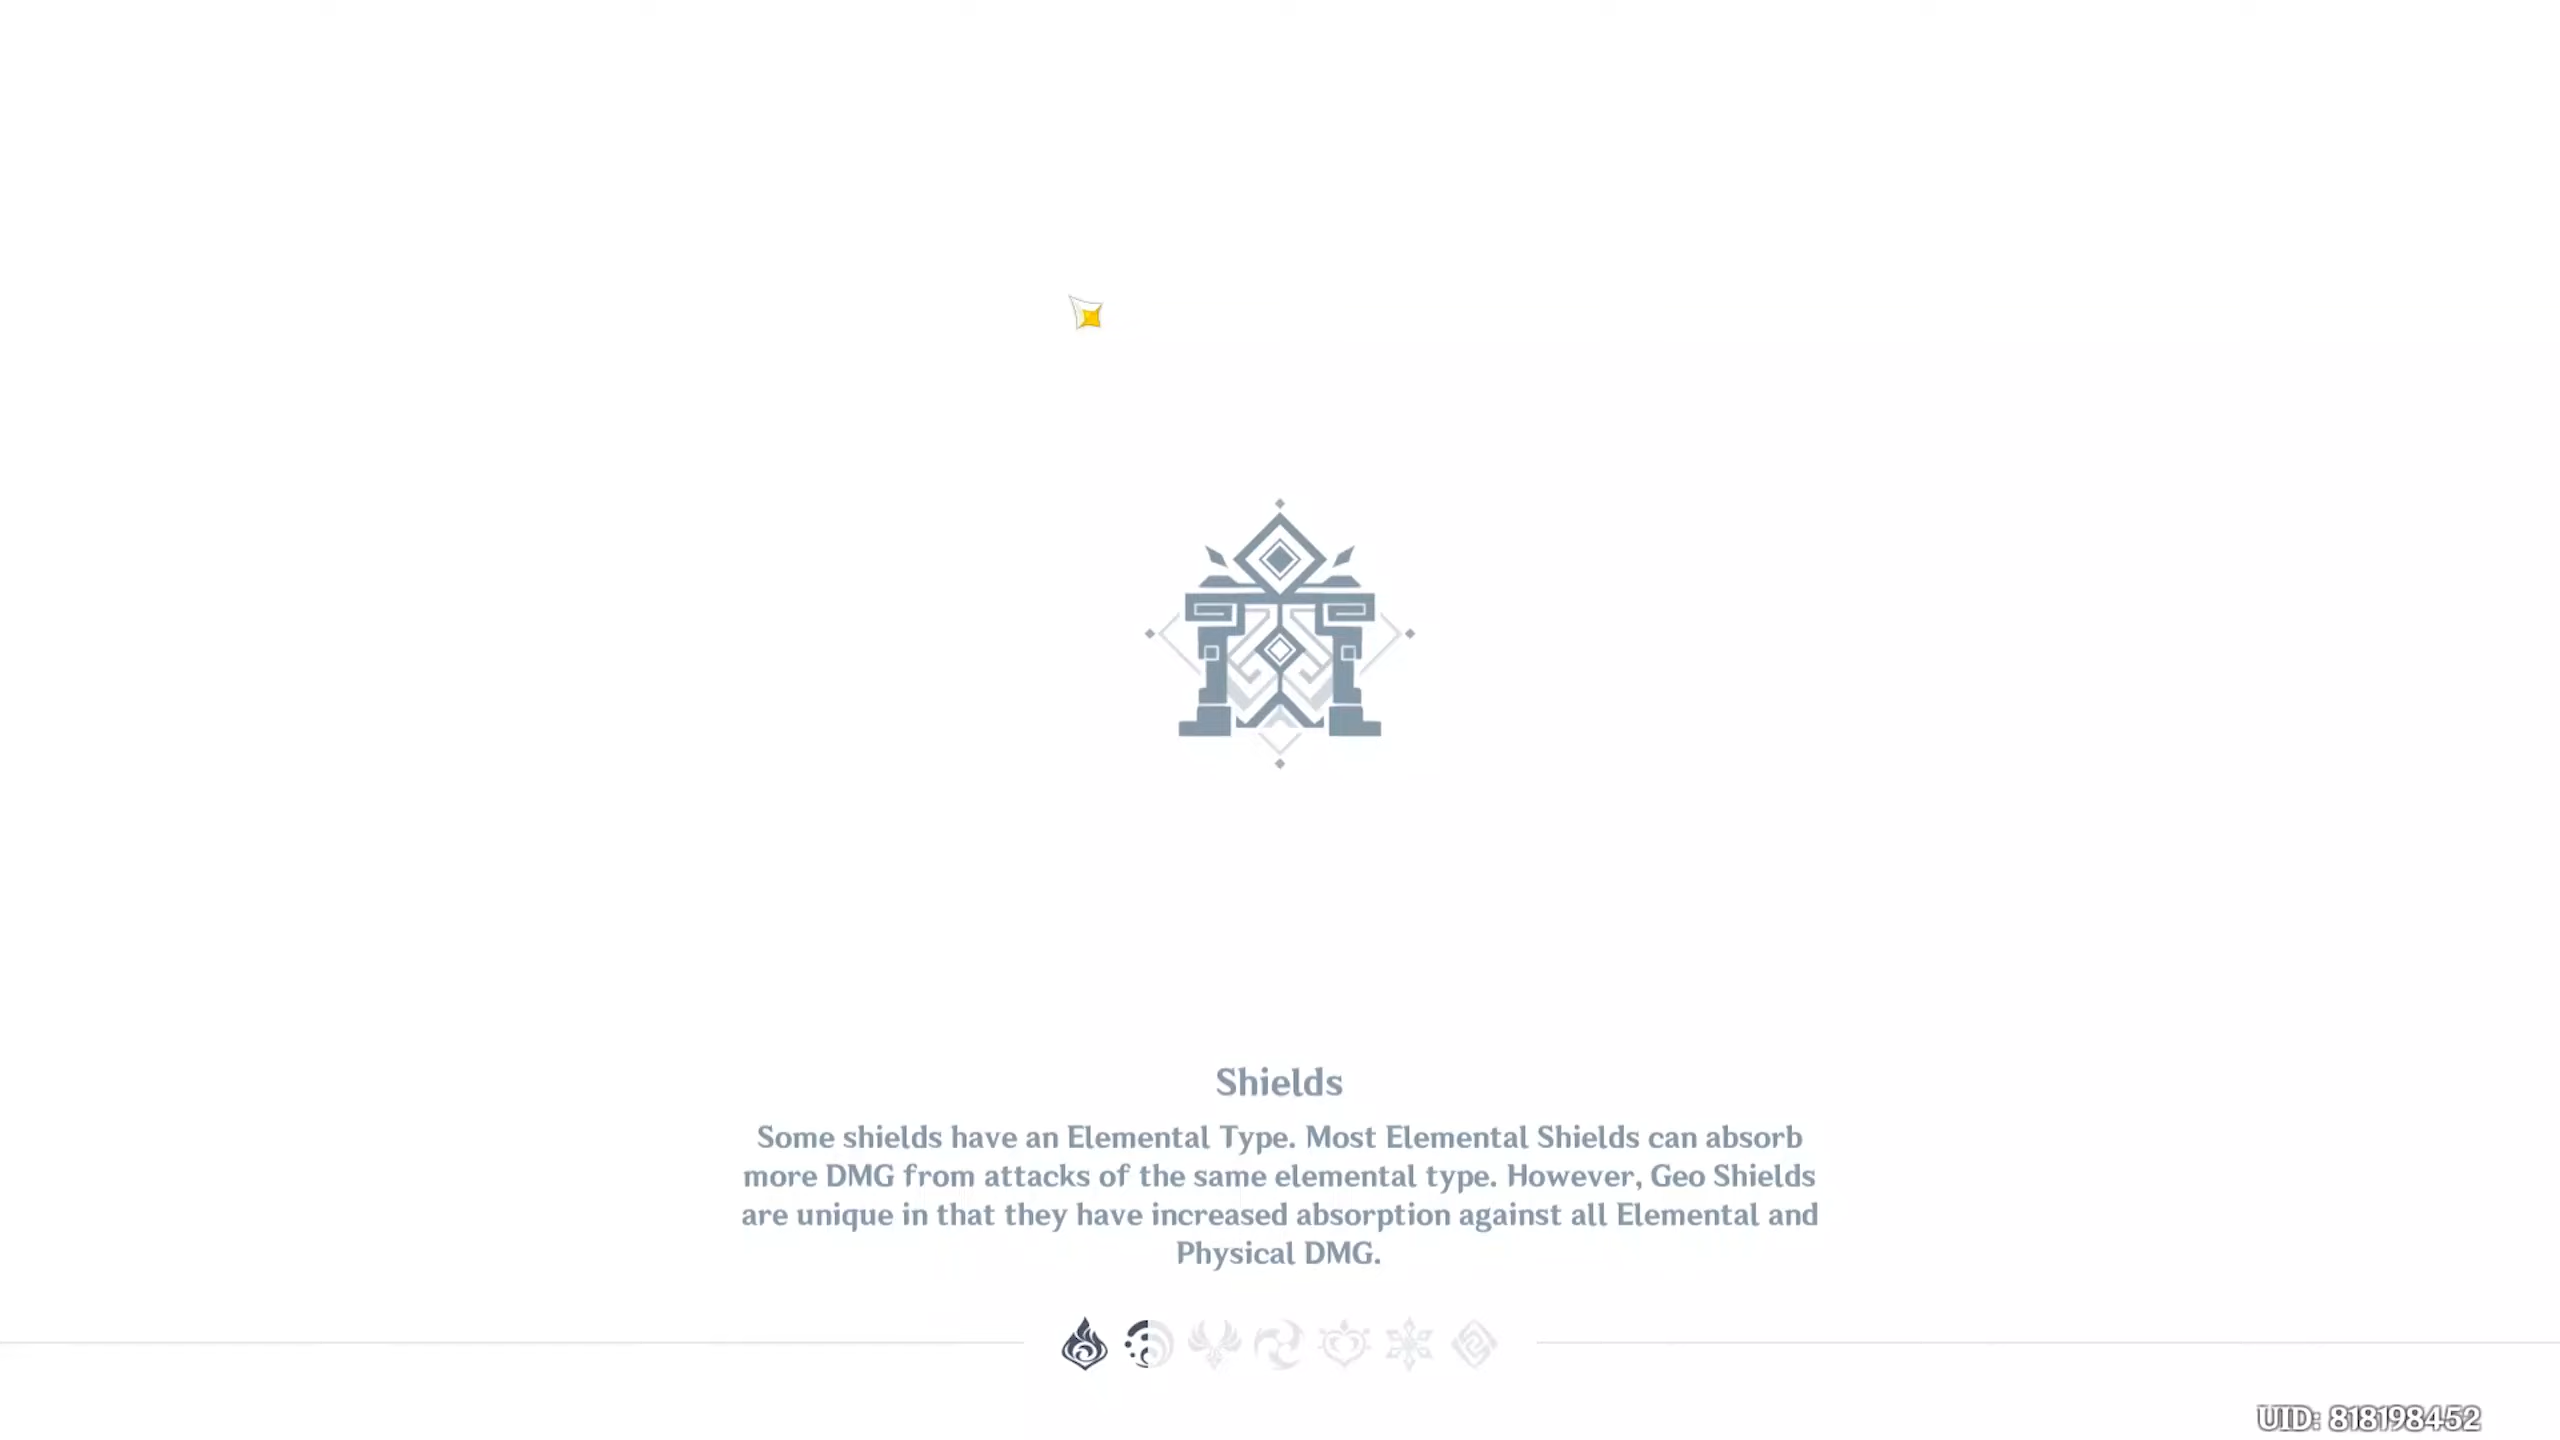 Shields
Some shields have an Elemental Type. Most Elemental Shields can absorb
more DMG from attacks of the same elemental type. However, Geo Shields
are unique in that they have increased absorption against all Elemental and
Physical DMG.
UID: 818198452